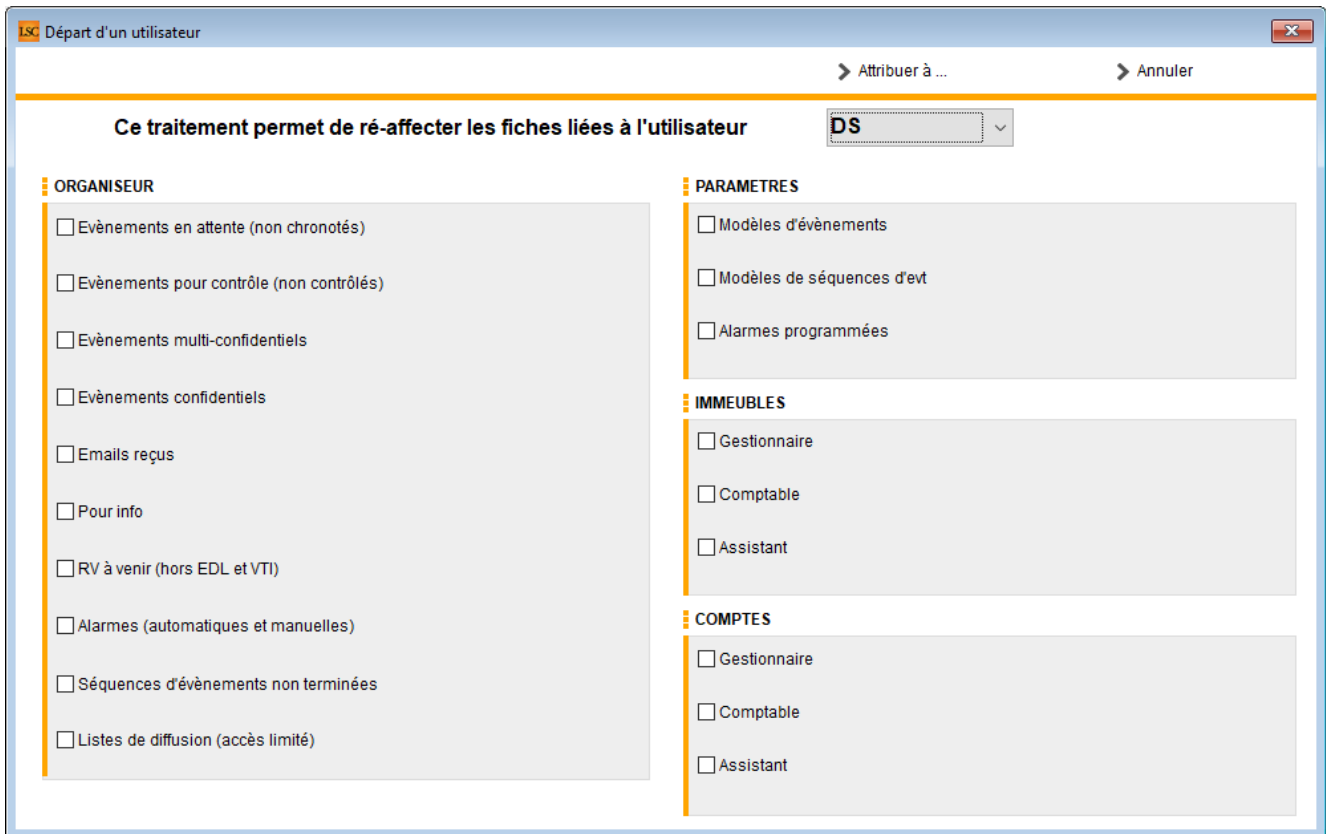 LSC Départ d'un utilisateur
Attribuer à ... Annuler
Ce traitement permet de ré-affecter les fiches liées à l'utilisateur DS
ORGANISEUR
Evènements en attente (non chronotés)
Evènements pour contrôle (non contrôlés)
Evènements multi-confidentiels
Evènements confidentiels
Emails reçus
Pour info
RV à venir (hors EDL et VTI)
Alarmes (automatiques et manuelles)
Séquences d'évènements non terminées
Listes de diffusion (accès limité)
PARAMETRES
Modèles d'évènements
Modèles de séquences d'evt
Alarmes programmées
IMMEUBLES
Gestionnaire
Comptable
Assistant
COMPTES
Gestionnaire
Comptable
Assistant